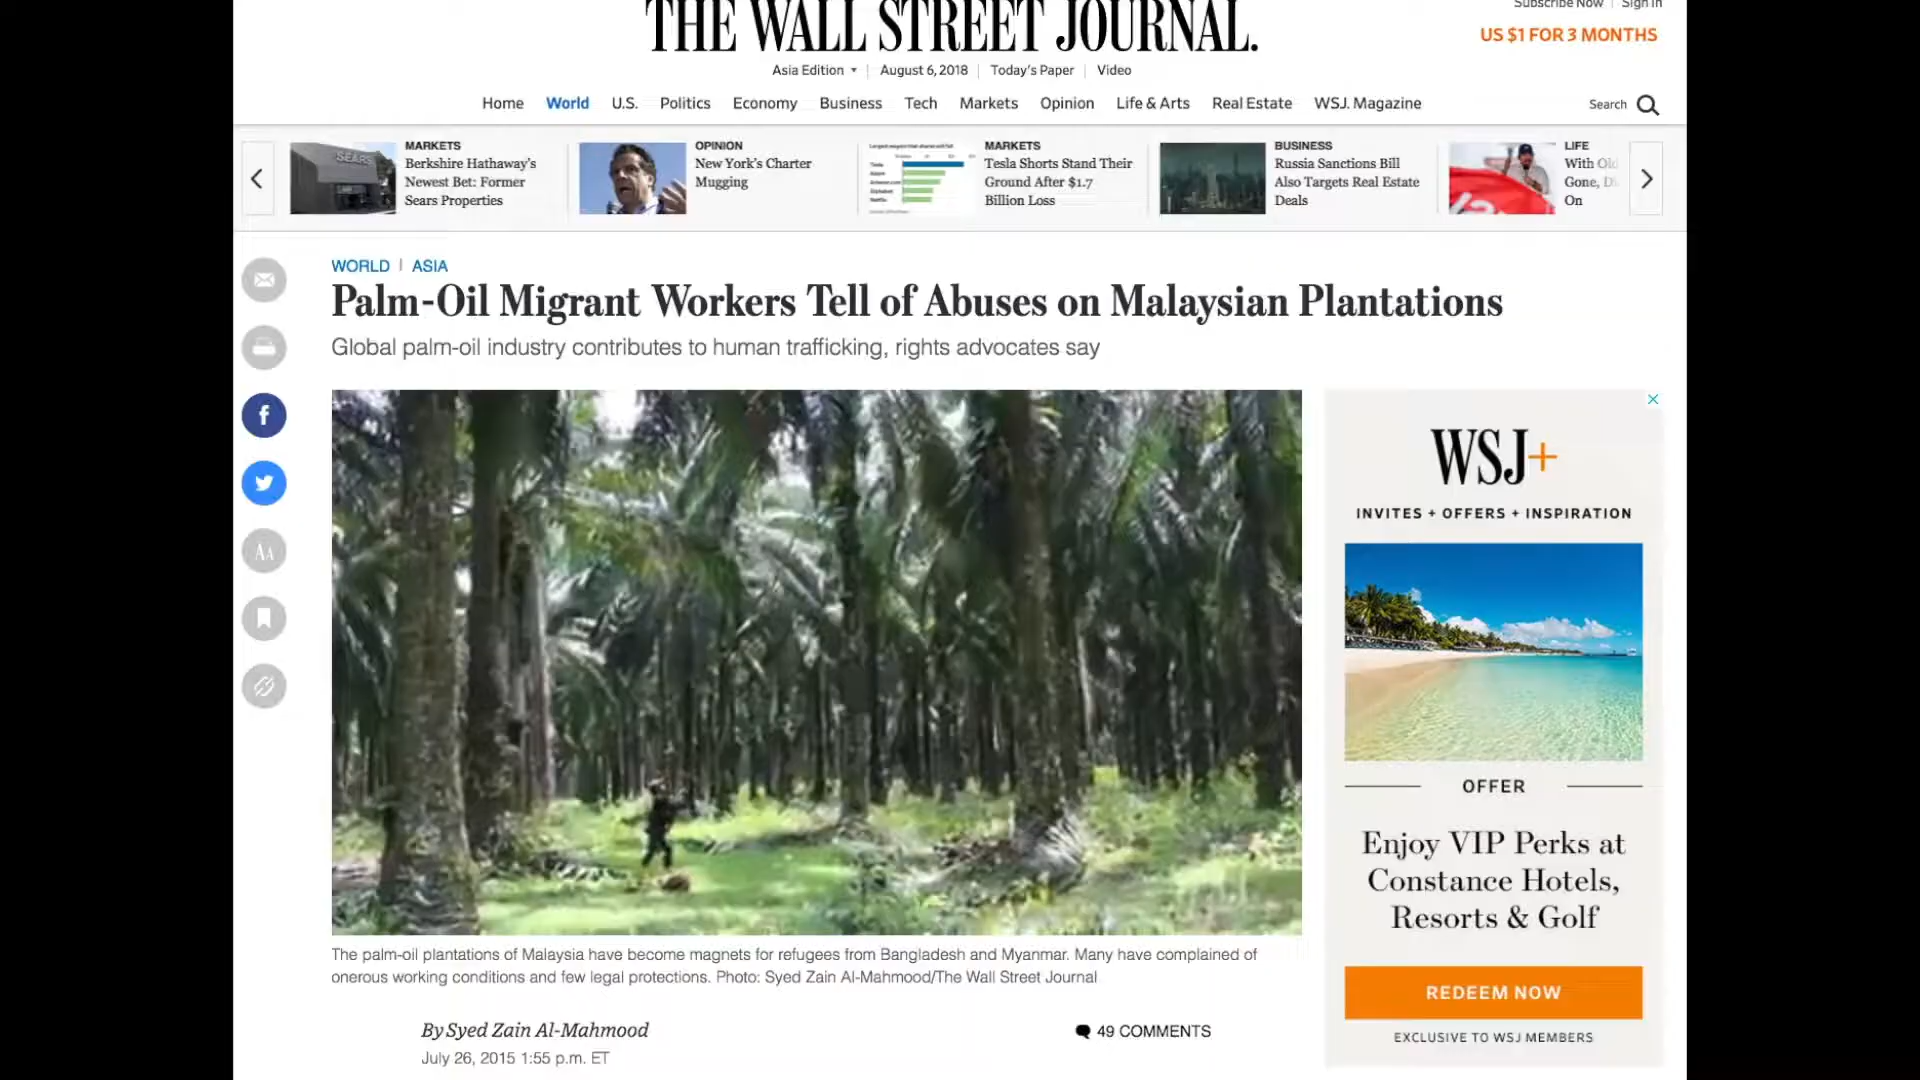 THE WALL STREET JOURNAL.
Subscribe Now | Sign In
US $1 FOR 3 MONTHS
Asia Edition | August 6, 2018 | Today's Paper | Video
Home World U.S. Politics Economy Business Tech Markets Opinion Life & Arts Real Estate WSJ. Magazine
Search
MARKETS
Berkshire Hathaway's
Newest Bet: Former
Sears Properties
SEARS
OPINION
New York's Charter
Mugging
MARKETS
Tesla Shorts Stand Their
Ground After $1.7
Billion Loss
BUSINESS
Russia Sanctions Bill
Also Targets Real Estate
Deals
LIFE
With Old
Gone, D
On
WORLD | ASIA
Palm-Oil Migrant Workers Tell of Abuses on Malaysian Plantations
Global palm-oil industry contributes to human trafficking, rights advocates say
f
AA
The palm-oil plantations of Malaysia have become magnets for refugees from Bangladesh and Myanmar. Many have complained of
onerous working conditions and few legal protections. Photo: Syed Zain Al-Mahmood/The Wall Street Journal
By Syed Zain Al-Mahmood
July 26, 2015 1:55 p.m. ET
49 COMMENTS
WSJ+
INVITES + OFFERS + INSPIRATION
OFFER
Enjoy VIP Perks at
Constance Hotels,
Resorts & Golf
REDEEM NOW
EXCLUSIVE TO WSJ MEMBERS